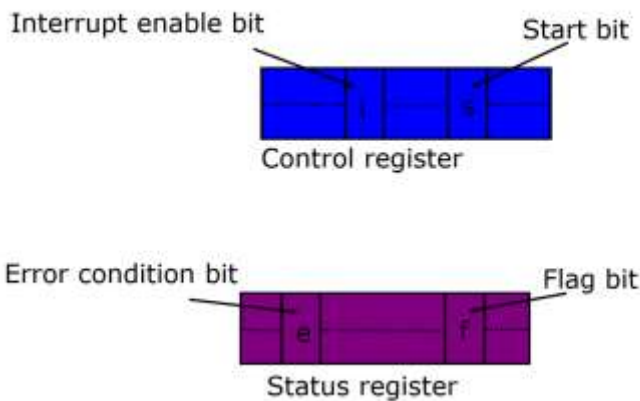 Interrupt enable bit
Start bit
i
s
Control register
Error condition bit
Flag bit
e
f
Status register